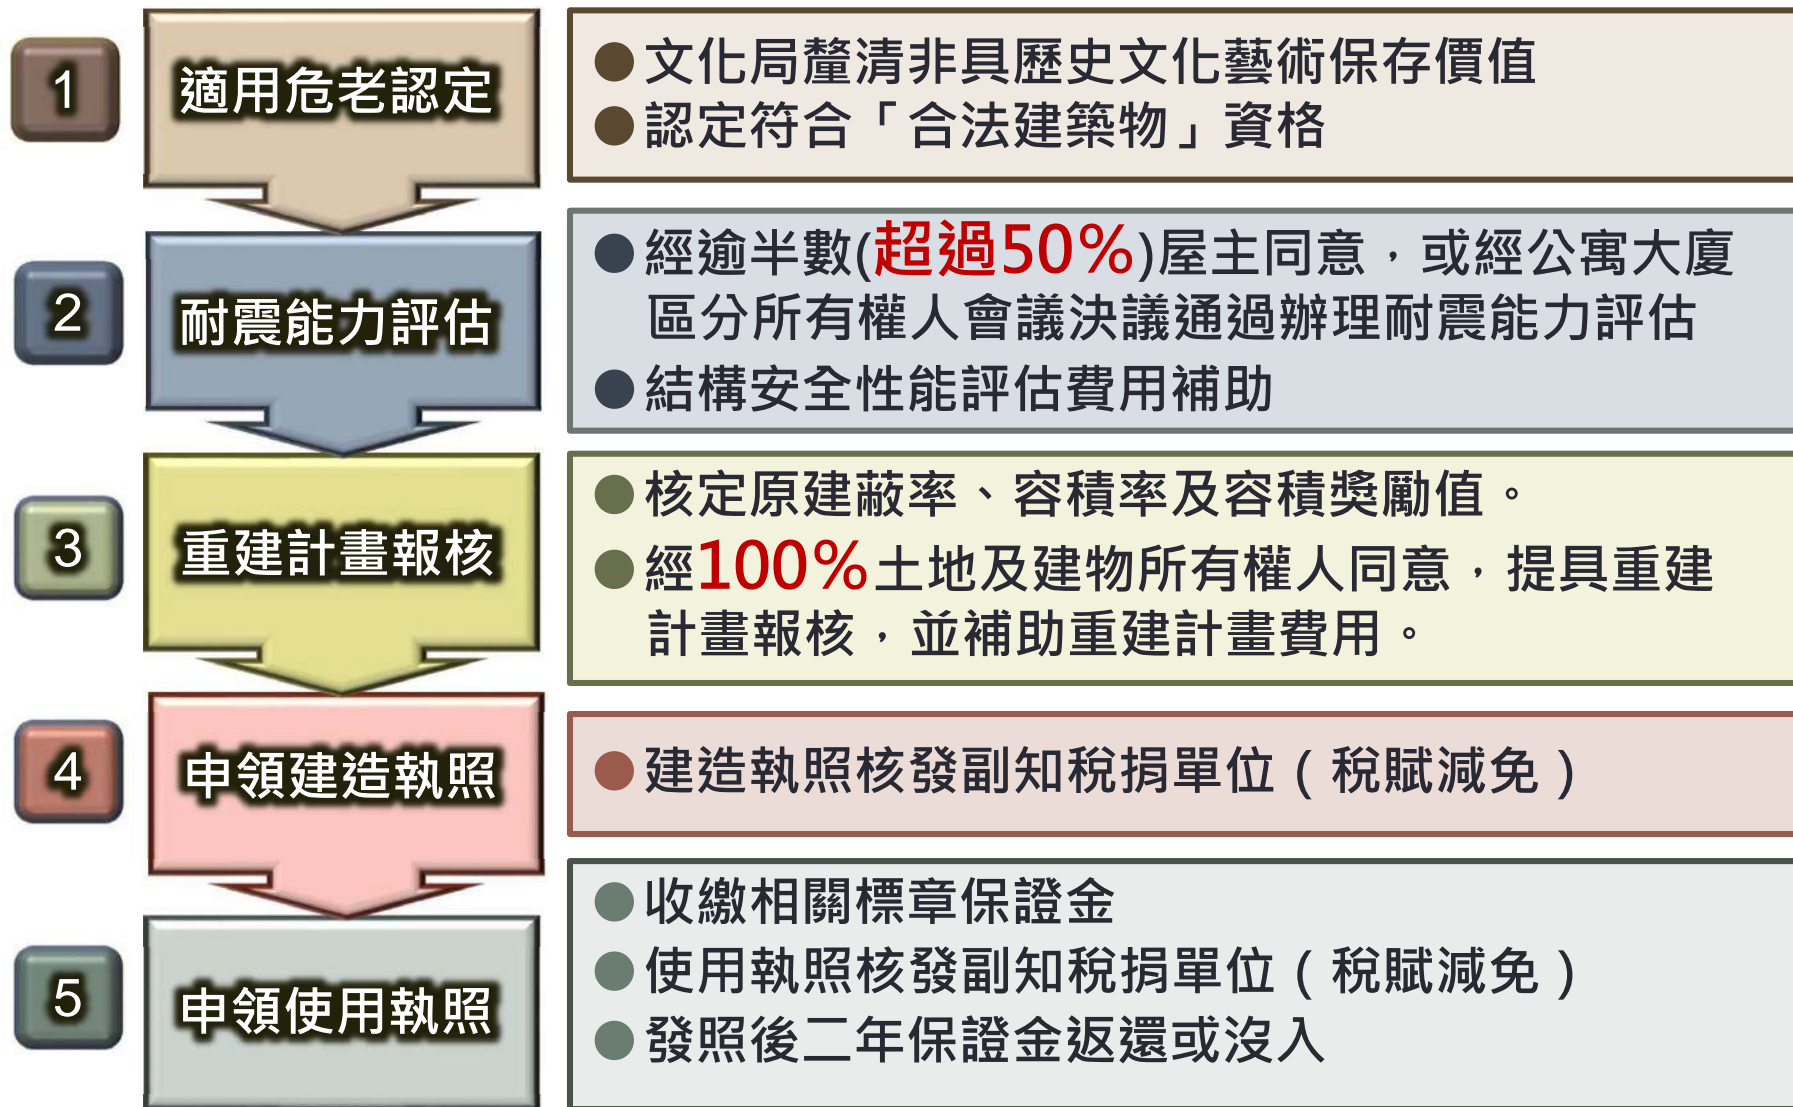 1
適用危老認定
●文化局釐清非具歷史文化藝術保存價值
●認定符合「合法建築物」資格
2
耐震能力評估
●經逾半數(超過50%)屋主同意，或經公寓大廈
區分所有權人會議決議通過辦理耐震能力評估
●結構安全性能評估費用補助
3
重建計畫報核
●核定原建蔽率、容積率及容積獎勵值。
●經100%土地及建物所有權人同意，提具重建
計畫報核，並補助重建計畫費用。
4
申領建造執照
●建造執照核發副知稅捐單位（稅賦減免）
5
申領使用執照
●收繳相關標章保證金
●使用執照核發副知稅捐單位（稅賦減免）
●發照後二年保證金返還或沒入